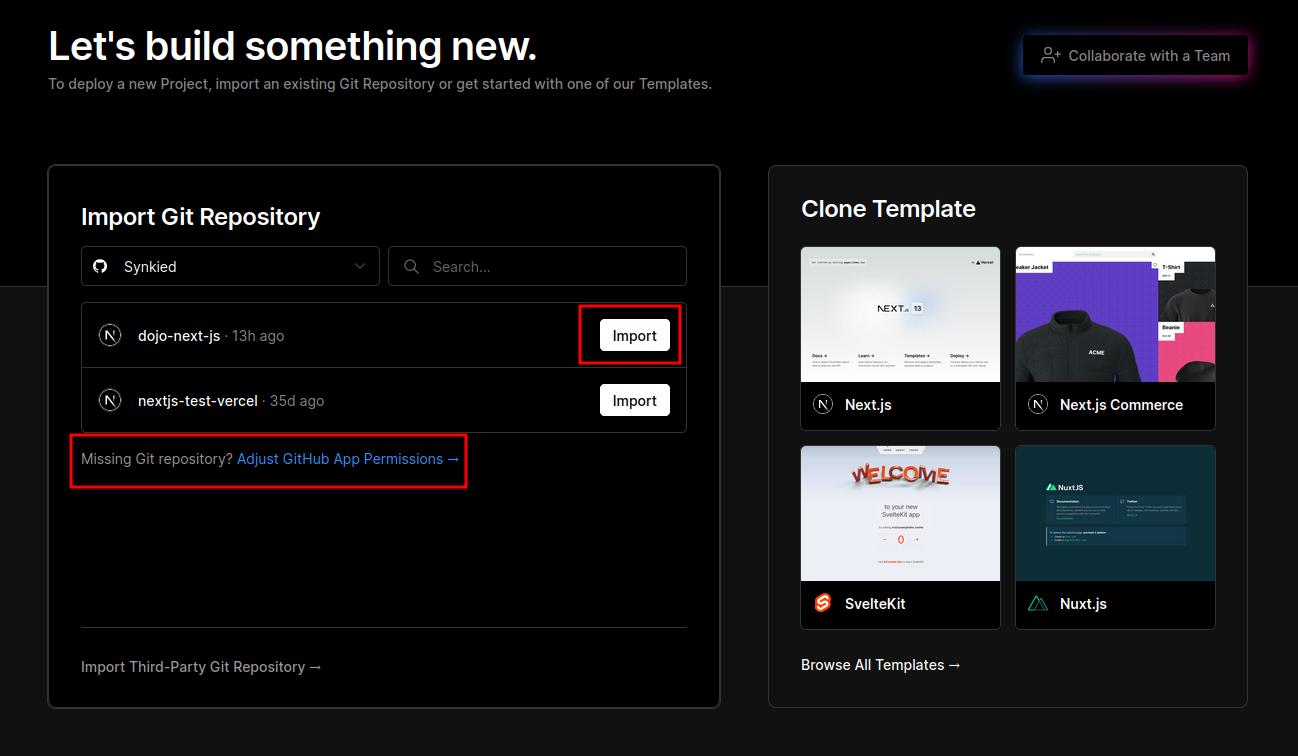 Let's build something new.
To deploy a new Project, import an existing Git Repository or get started with one of our Templates.
Collaborate with a Team
Import Git Repository
Synkied
Search...
dojo-next-js · 13h ago
Import
nextjs-test-vercel · 35d ago
Import
Missing Git repository? Adjust GitHub App Permissions →
Import Third-Party Git Repository →
Clone Template
Vercel
NEXT.JS 13
Docs →
Learn →
Templates →
Deploy →
Next.js
eaker Jacket
T-Shirt
Beanie
ACME
Next.js Commerce
WELCOME
to your new
SvelteKit app
- 0 +
SvelteKit
NuxtJS
Documentation
Twitter
Nuxt.js
Browse All Templates →